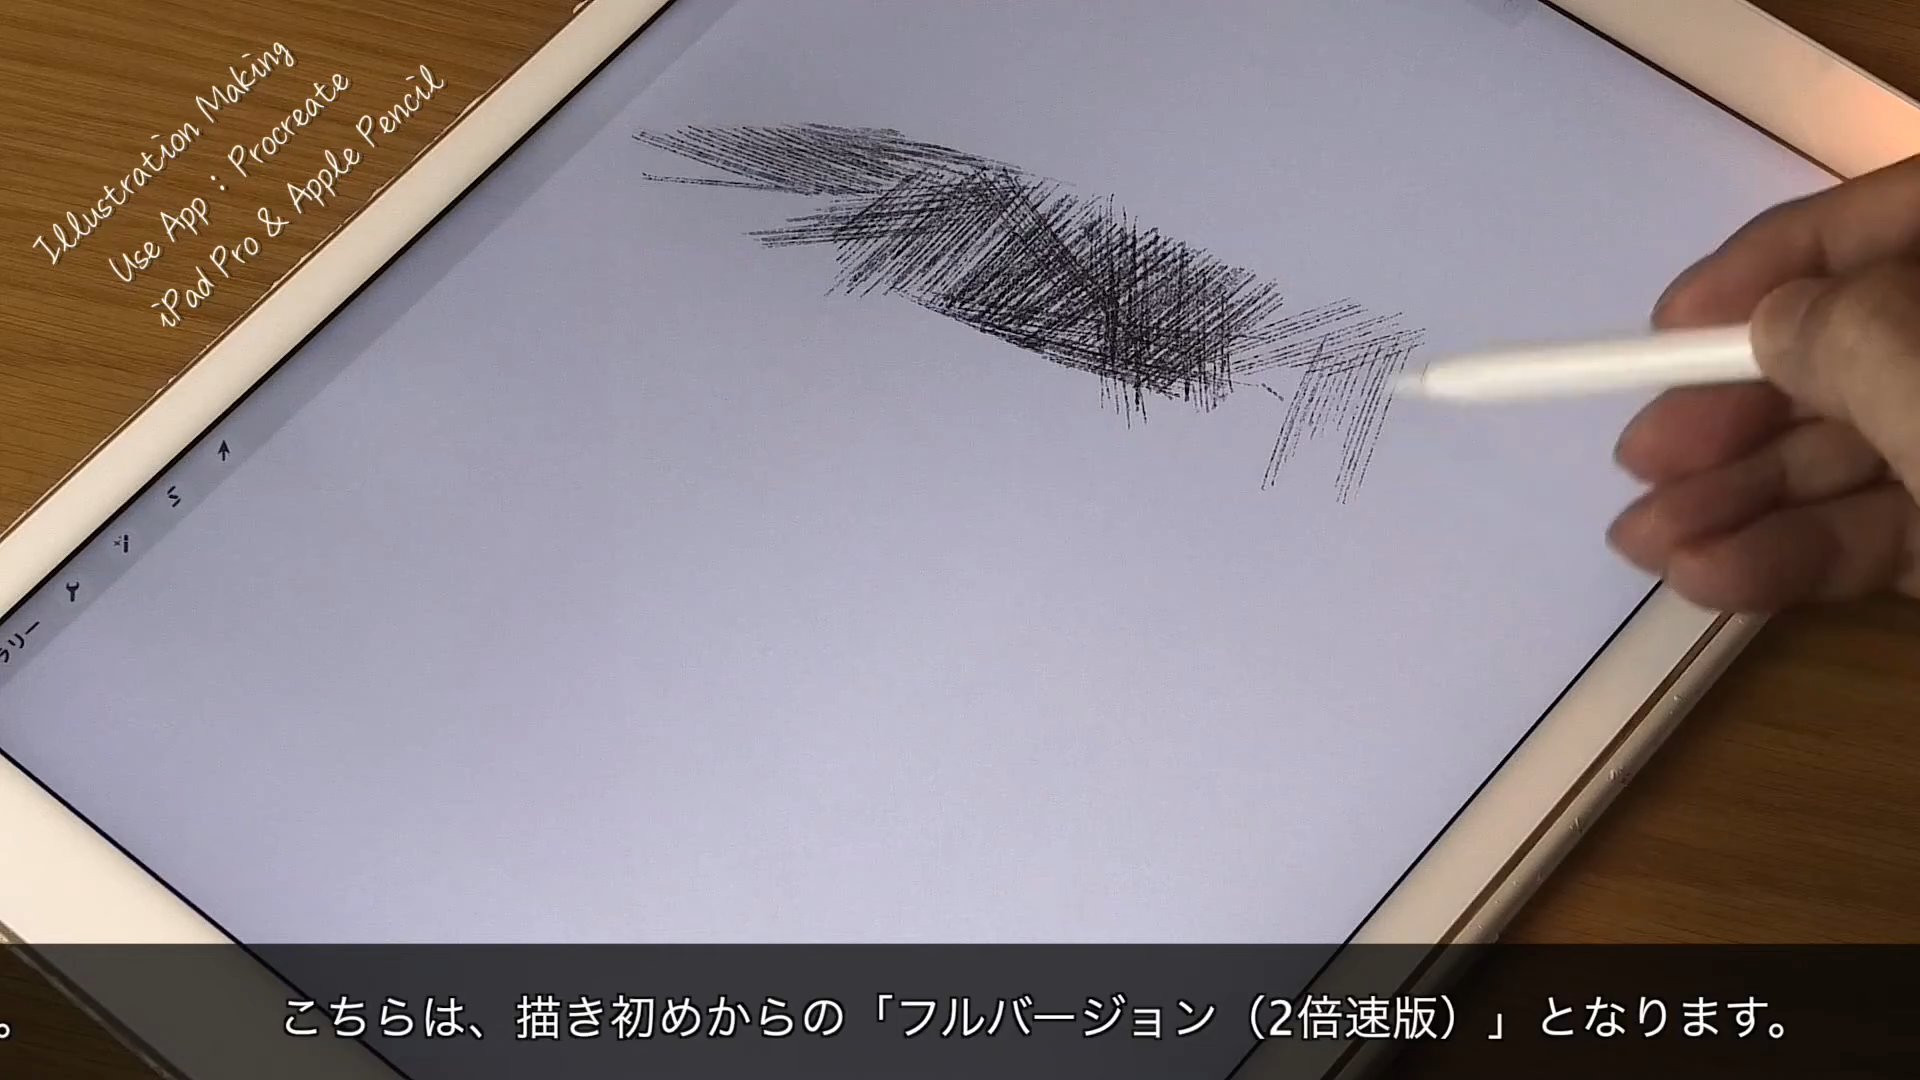 Illustration Making
Use App : Procreate
iPad Pro & Apple Pencil
ラリー
。 こちらは、描き初めからの「フルバージョン（2倍速版）」となります。